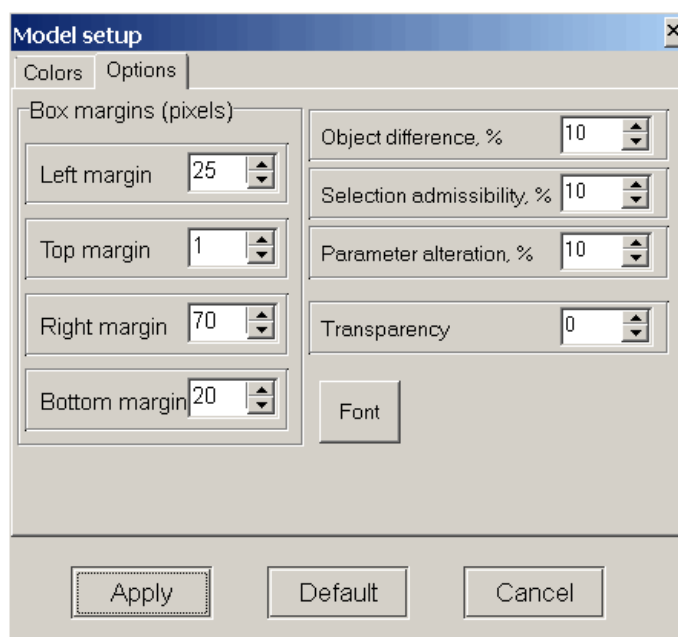 Model setup
Colors Options
Box margins (pixels)
Left margin 25
Top margin 1
Right margin 70
Bottom margin 20
Object difference, % 10
Selection admissibility, % 10
Parameter alteration, % 10
Transparency 0
Font
Apply Default Cancel